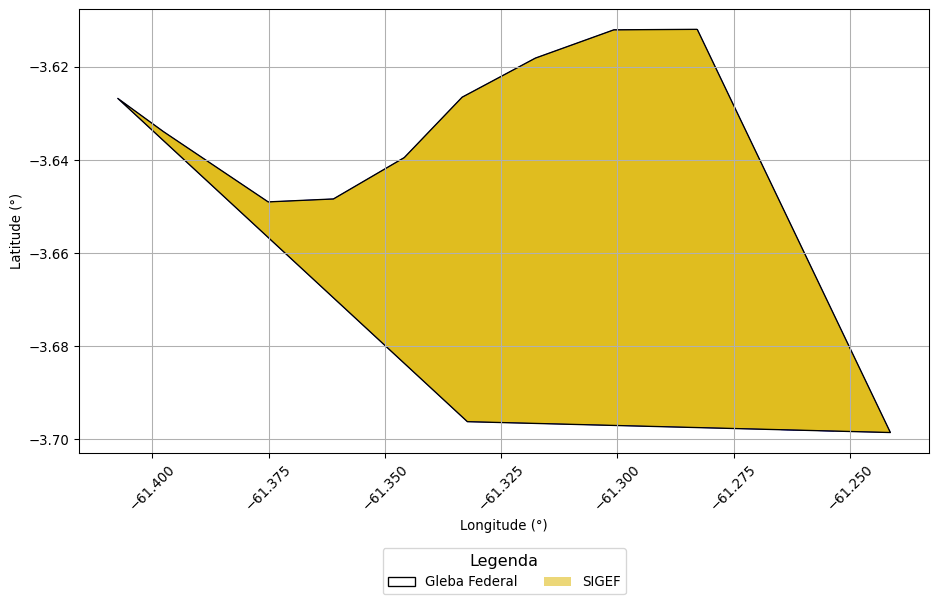 −3.62
−3.64
−3.66
−3.68
−3.70
Latitude (°)
−61.400
−61.375
−61.350
−61.325
−61.300
−61.275
−61.250
Longitude (°)
Legenda
Gleba Federal
SIGEF